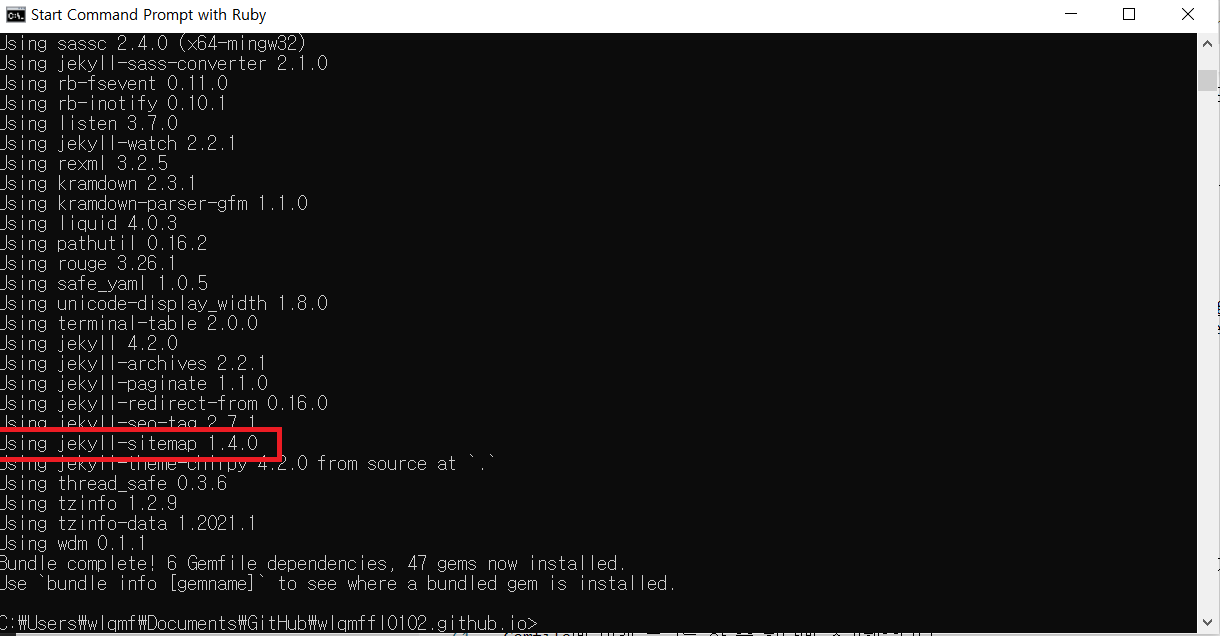 Start Command Prompt with Ruby
Using sassc 2.4.0 (x64-mingw32)
Using jekyll-sass-converter 2.1.0
Using rb-fsevent 0.11.0
Using rb-inotify 0.10.1
Using listen 3.7.0
Using jekyll-watch 2.2.1
Using rexml 3.2.5
Using kramdown 2.3.1
Using kramdown-parser-gfm 1.1.0
Using liquid 4.0.3
Using pathutil 0.16.2
Using rouge 3.26.1
Using safe_yaml 1.0.5
Using unicode-display_width 1.8.0
Using terminal-table 2.0.0
Using jekyll 4.2.0
Using jekyll-archives 2.2.1
Using jekyll-paginate 1.1.0
Using jekyll-redirect-from 0.16.0
Using jekyll-seo-tag 2.7.1
Using jekyll-sitemap 1.4.0
Using jekyll-theme-chirpy 4.2.0 from source at `.`
Using thread_safe 0.3.6
Using tzinfo 1.2.9
Using tzinfo-data 1.2021.1
Using wdm 0.1.1
Bundle complete! 6 Gemfile dependencies, 47 gems now installed.
Use `bundle info [gemname]` to see where a bundled gem is installed.
C:₩Users₩wlqmf₩Documents₩GitHub₩wlqmffl0102.github.io>